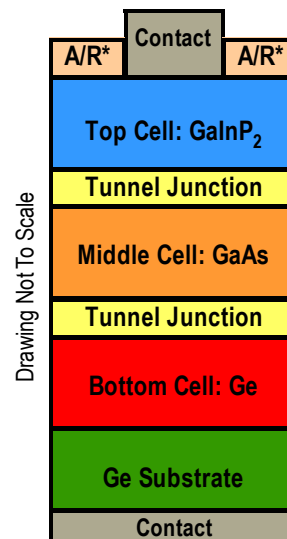 Contact
A/R*
A/R*
Top Cell: GaInP₂
Tunnel Junction
Middle Cell: GaAs
Tunnel Junction
Bottom Cell: Ge
Ge Substrate
Contact
Drawing Not To Scale